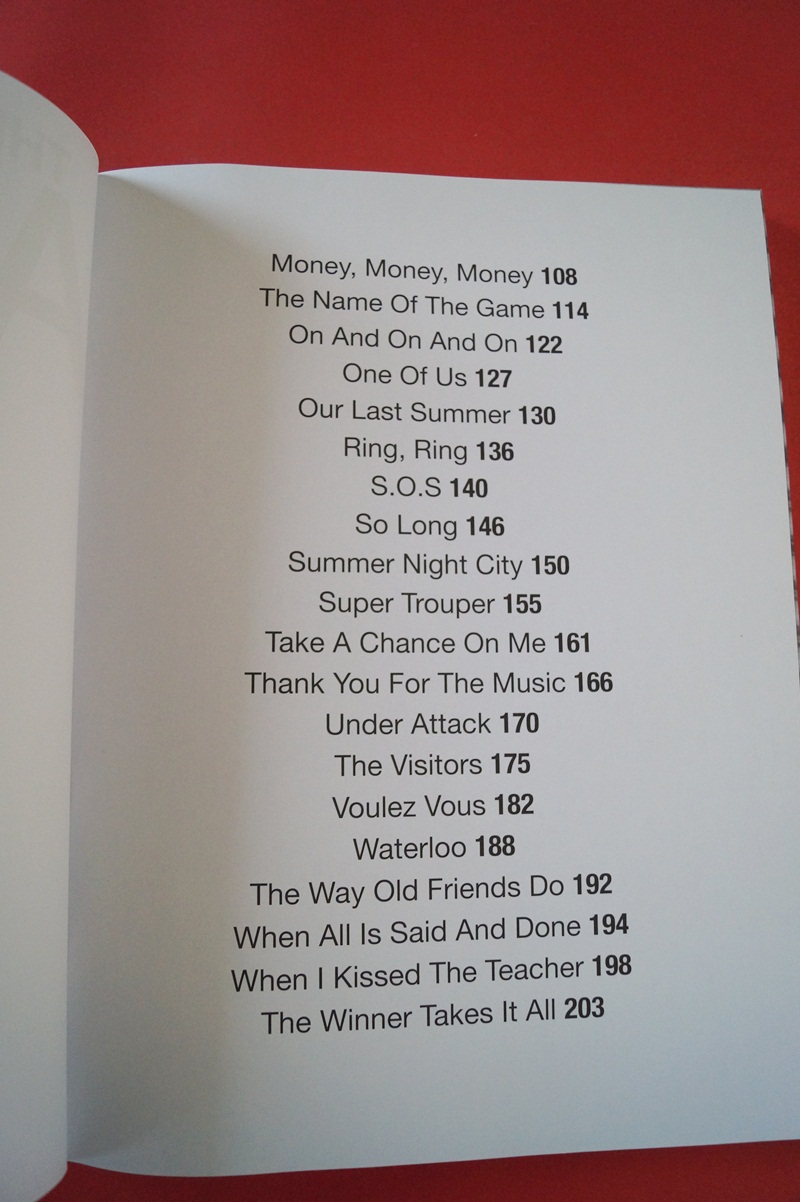 Money, Money, Money 108
The Name Of The Game 114
On And On And On 122
One Of Us 127
Our Last Summer 130
Ring, Ring 136
S.O.S 140
So Long 146
Summer Night City 150
Super Trouper 155
Take A Chance On Me 161
Thank You For The Music 166
Under Attack 170
The Visitors 175
Voulez Vous 182
Waterloo 188
The Way Old Friends Do 192
When All Is Said And Done 194
When I Kissed The Teacher 198
The Winner Takes It All 203